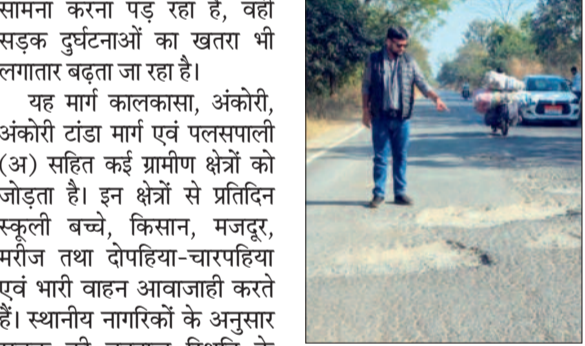 सामना करना पड़ रहा है, वहीं
सड़क दुर्घटनाओं का खतरा भी
लगातार बढ़ता जा रहा है।
यह मार्ग कालकासा, अंकोरी,
अंकोरी टांडा मार्ग एवं पलसपाली
(अ) सहित कई ग्रामीण क्षेत्रों को
जोड़ता है। इन क्षेत्रों से प्रतिदिन
स्कूली बच्चे, किसान, मजदूर,
मरीज तथा दोपहिया-चारपहिया
एवं भारी वाहन आवाजाही करते
हैं। स्थानीय नागरिकों के अनुसार